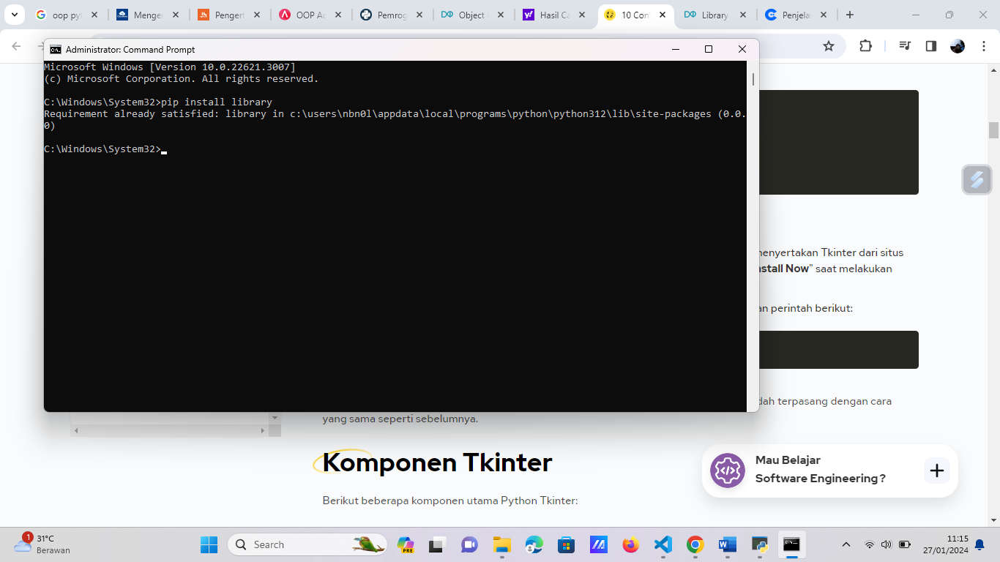 oop pyt
Menge
Pengert
OOP Ad
Pemrog
Object
Hasil Ca
10 Con
Library
Penjela
Administrator: Command Prompt
Microsoft Windows [Version 10.0.22621.3007]
(c) Microsoft Corporation. All rights reserved.
C:\Windows\System32>pip install library
Requirement already satisfied: library in c:\users\nbn0l\appdata\local\programs\python\python312\lib\site-packages (0.0.
0)
C:\Windows\System32>
menyertakan Tkinter dari situs
nstall Now" saat melakukan
an perintah berikut:
dah terpasang dengan cara
yang sama seperti sebelumnya.
Komponen Tkinter
Berikut beberapa komponen utama Python Tkinter:
Mau Belajar
Software Engineering ?
1
31°C
Berawan
Search
PRE
11:15
27/01/2024